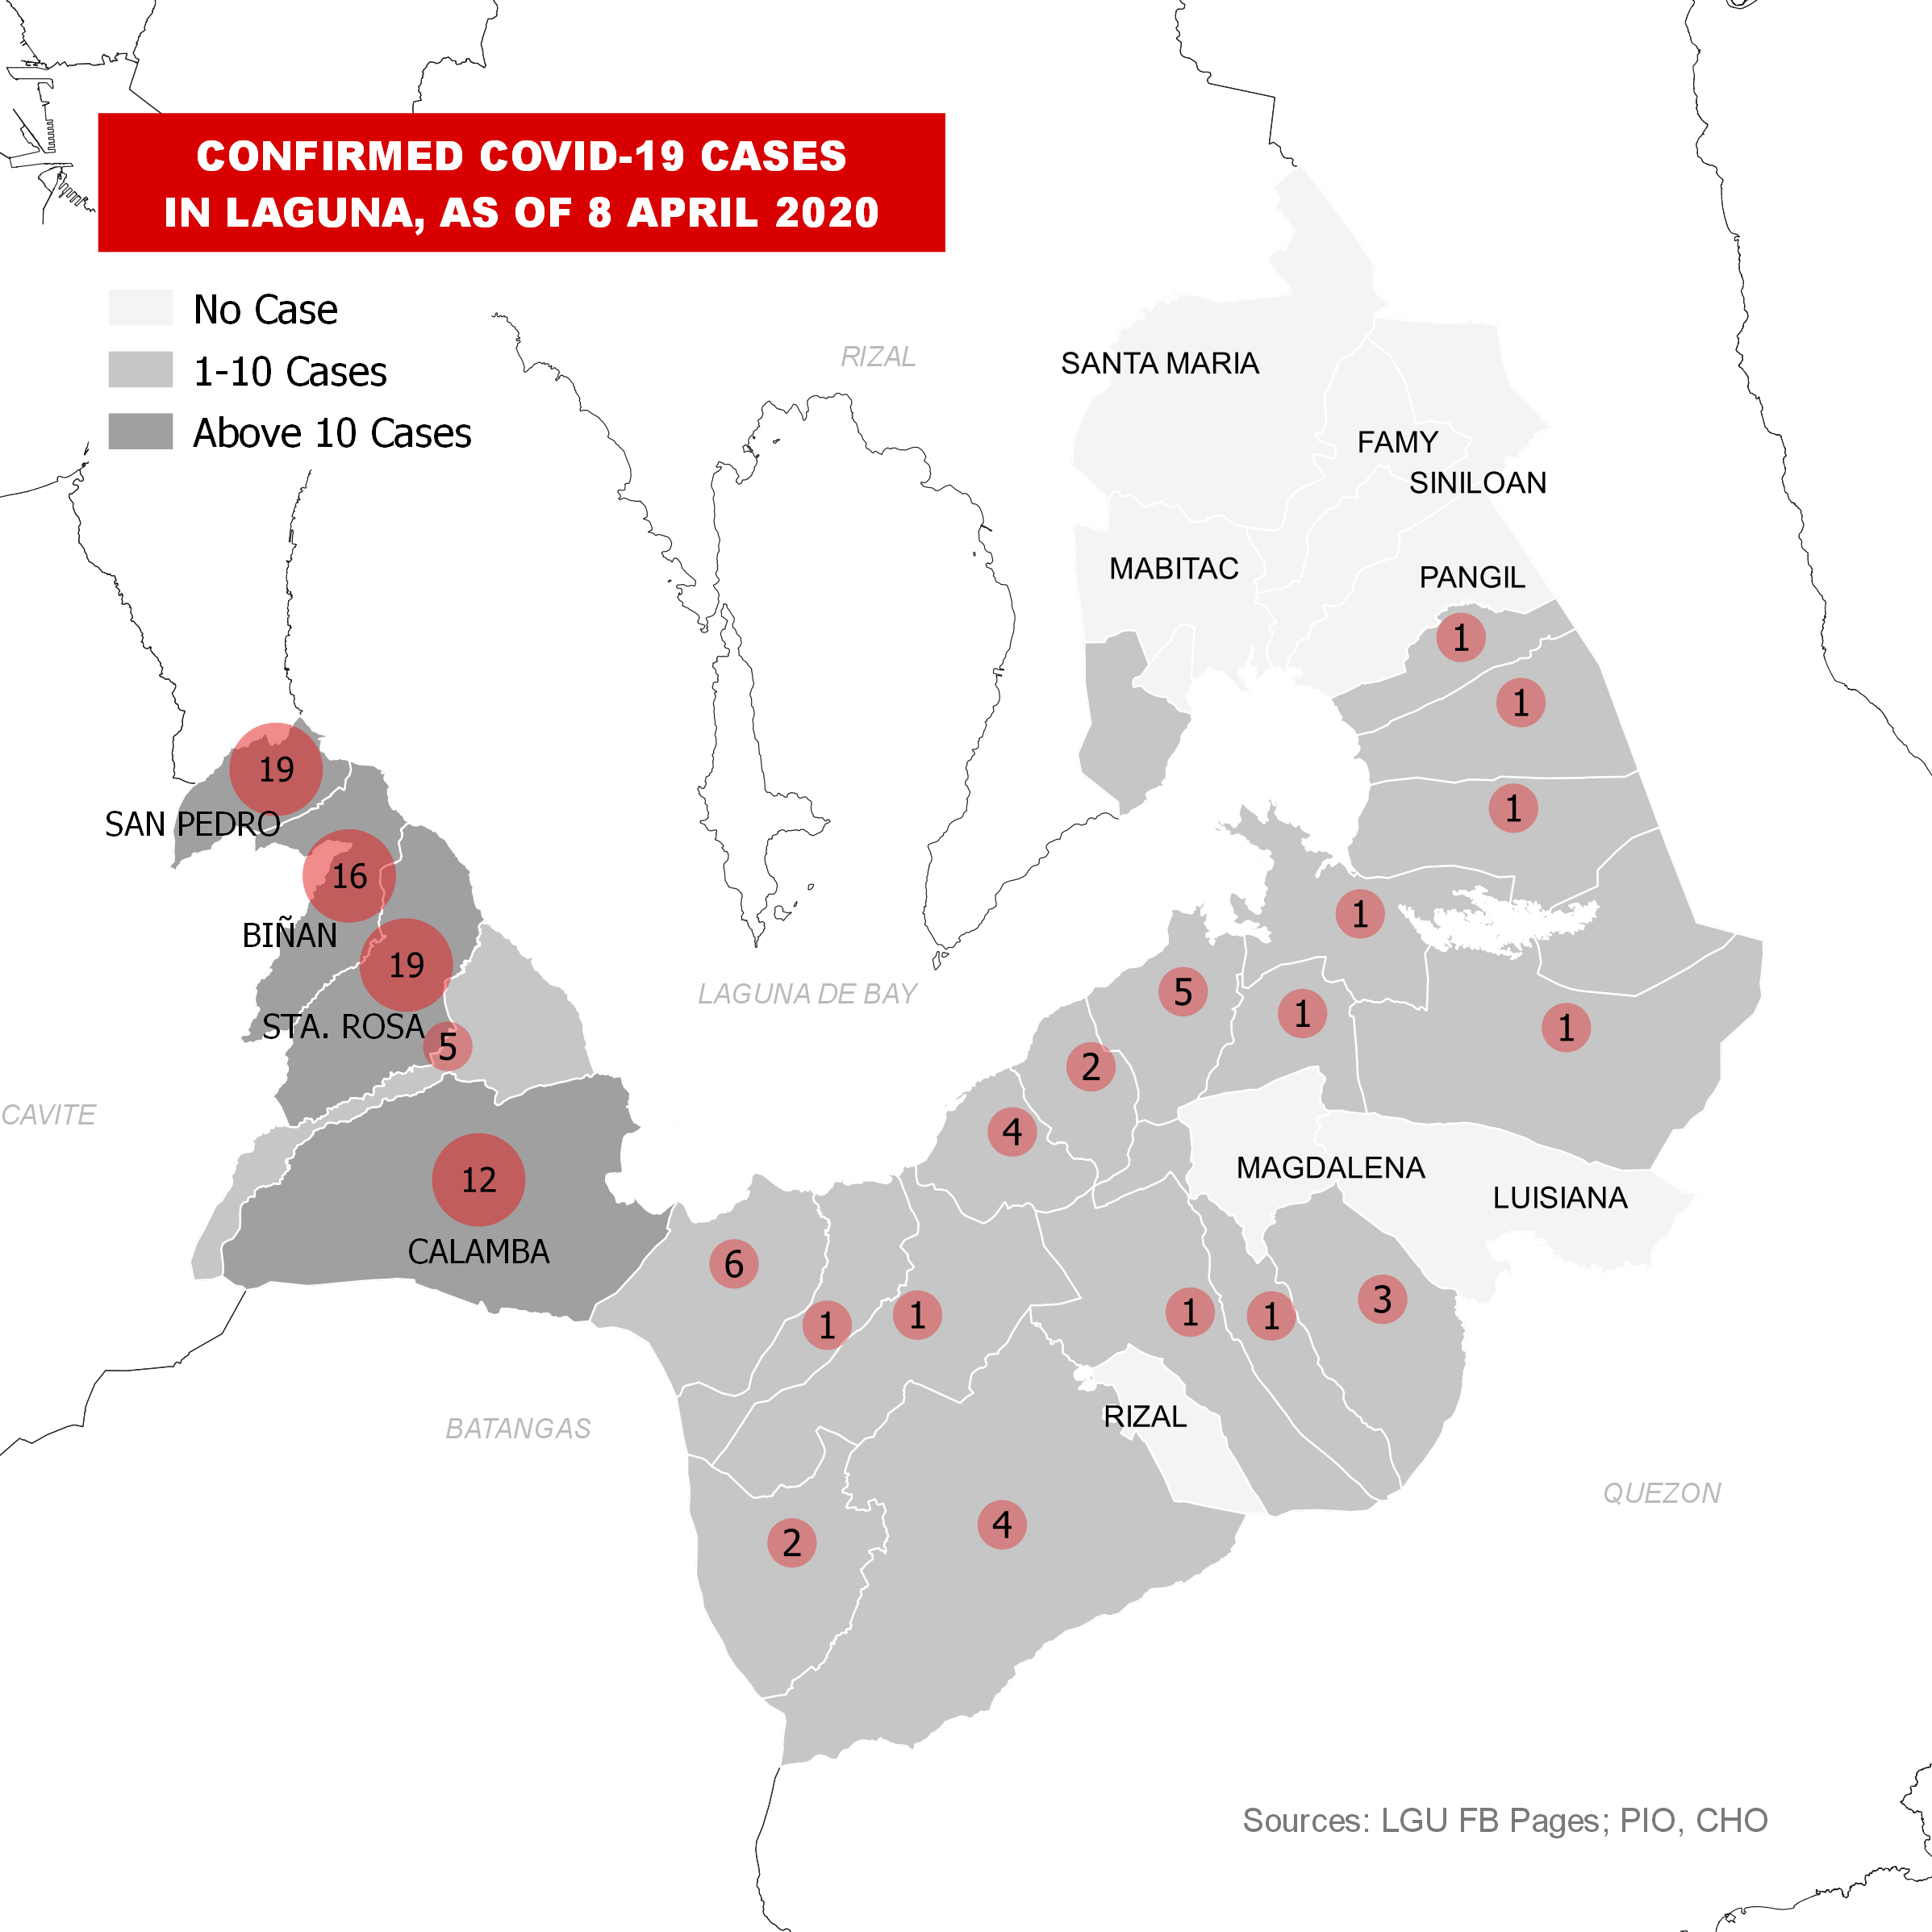 CONFIRMED COVID-19 CASES
IN LAGUNA, AS OF 8 APRIL 2020
No Case
1-10 Cases
Above 10 Cases
RIZAL
SANTA MARIA
FAMY
SINILOAN
MABITAC
PANGIL
1
1
19
1
SAN PEDRO
16
1
BIÑAN
19
5
LAGUNA DE BAY
1
STA. ROSA
1
5
2
CAVITE
4
MAGDALENA
12
LUISIANA
CALAMBA
6
3
1
1
1
1
RIZAL
BATANGAS
QUEZON
4
2
Sources: LGU FB Pages; PIO, CHO